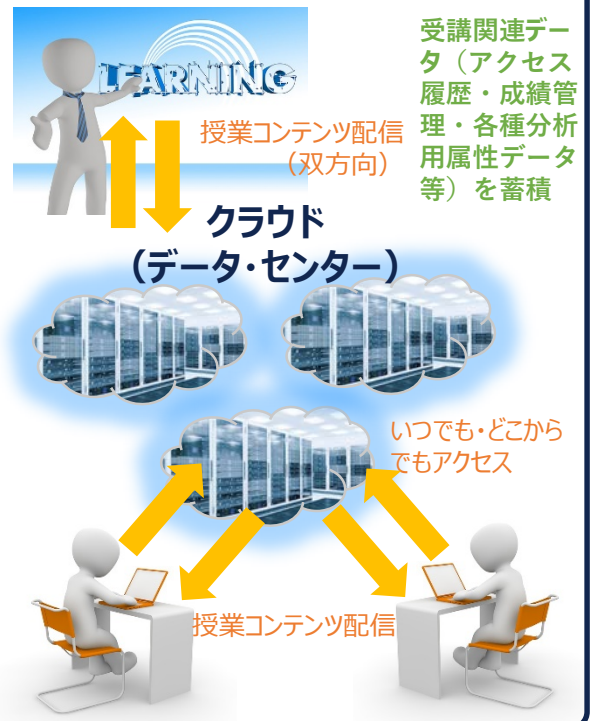 LEARNING
受講関連デー
タ（アクセス
履歴・成績管
理・各種分析
用属性データ
等）を蓄積
授業コンテンツ配信
（双方向）
クラウド
（データ・センター）
いつでも・どこから
でもアクセス
授業コンテンツ配信